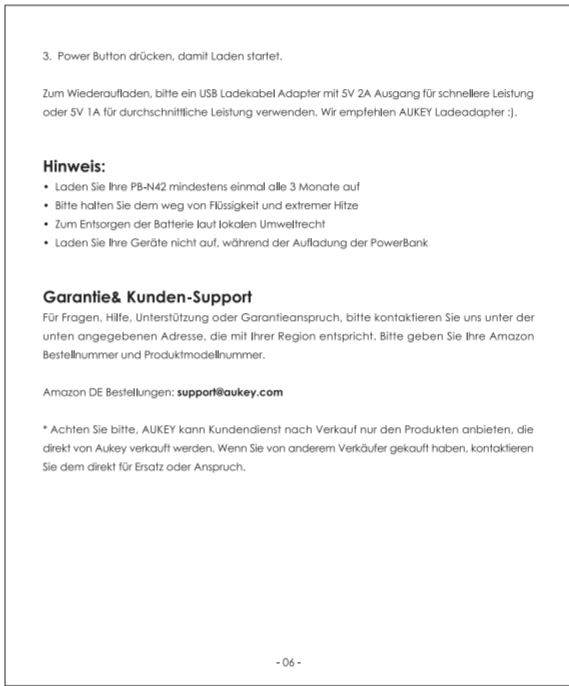 3. Power Button drücken, damit Laden startet.
Zum Wiederaufladen, bitte ein USB Ladekabel Adapter mit 5V 2A Ausgang für schnellere Leistung
oder 5V 1A für durchschnittliche Leistung verwenden. Wir empfehlen AUKEY Ladeadapter :).
Hinweis:
• Laden Sie Ihre PB-N42 mindestens einmal alle 3 Monate auf
• Bitte halten Sie dem weg von Flüssigkeit und extremer Hitze
• Zum Entsorgen der Batterie laut lokalen Umweltrecht
• Laden Sie Ihre Geräte nicht auf, während der Aufladung der PowerBank
Garantie& Kunden-Support
Für Fragen, Hilfe, Unterstützung oder Garantieanspruch, bitte kontaktieren Sie uns unter der
unten angegebenen Adresse, die mit Ihrer Region entspricht. Bitte geben Sie Ihre Amazon
Bestellnummer und Produktmodellnummer.
Amazon DE Bestellungen: support@aukey.com
* Achten Sie bitte, AUKEY kann Kundendienst nach Verkauf nur den Produkten anbieten, die
direkt von Aukey verkauft werden. Wenn Sie von anderem Verkäufer gekauft haben, kontaktieren
Sie dem direkt für Ersatz oder Anspruch.
- 06 -